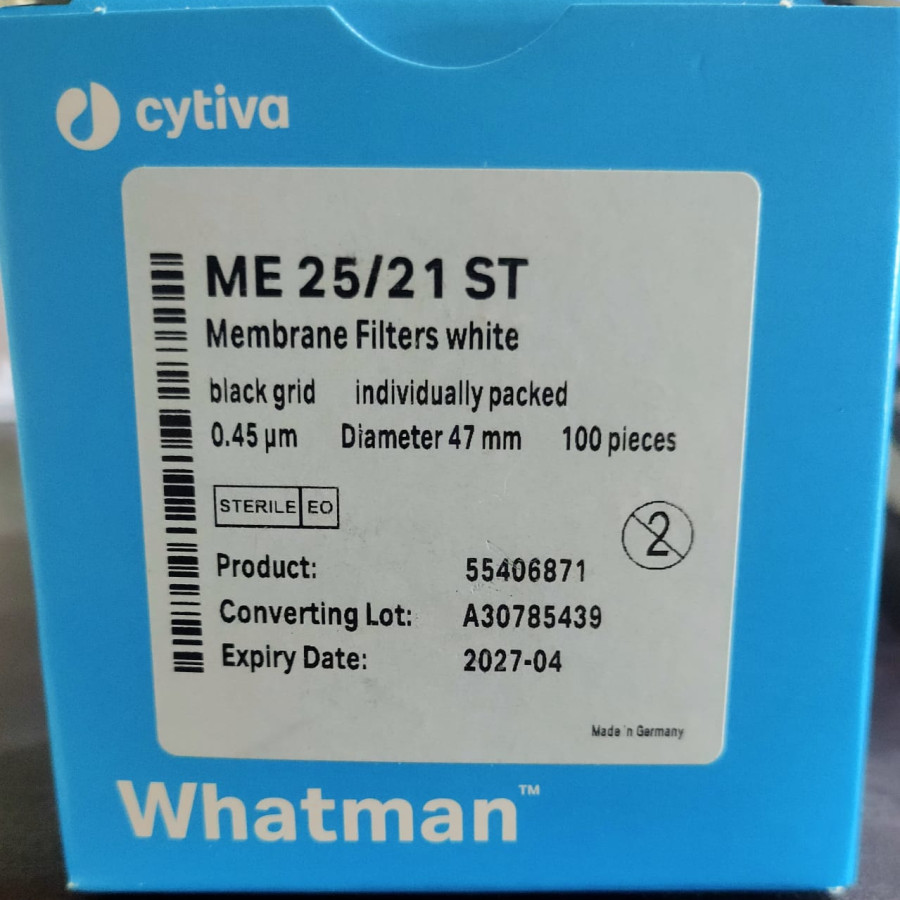 cytiva
ME 25/21 ST
Membrane Filters white
black grid individually packed
0.45 µm Diameter 47 mm 100 pieces
STERILE EO
2
Product: 55406871
Converting Lot: A30785439
Expiry Date: 2027-04
Made in Germany
Whatman™